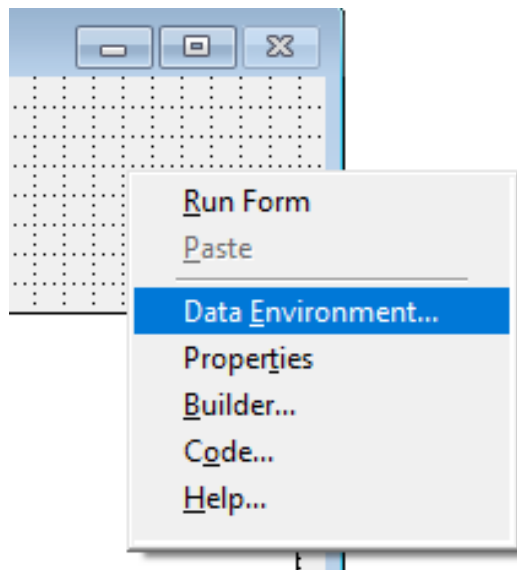 Run Form
Paste
Data Environment...
Properties
Builder...
Code...
Help...